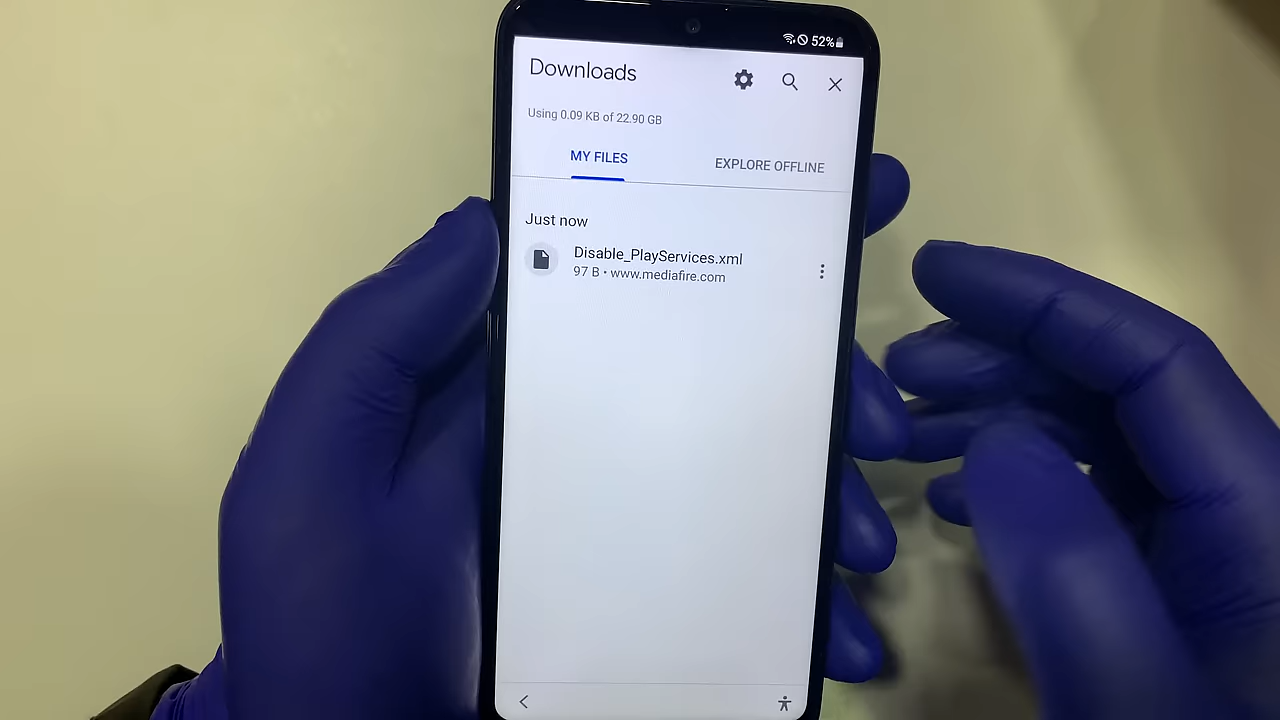 52%
Downloads
Using 0.09 KB of 22.90 GB
MY FILES
EXPLORE OFFLINE
Just now
Disable_PlayServices.xml
97 B • www.mediafire.com